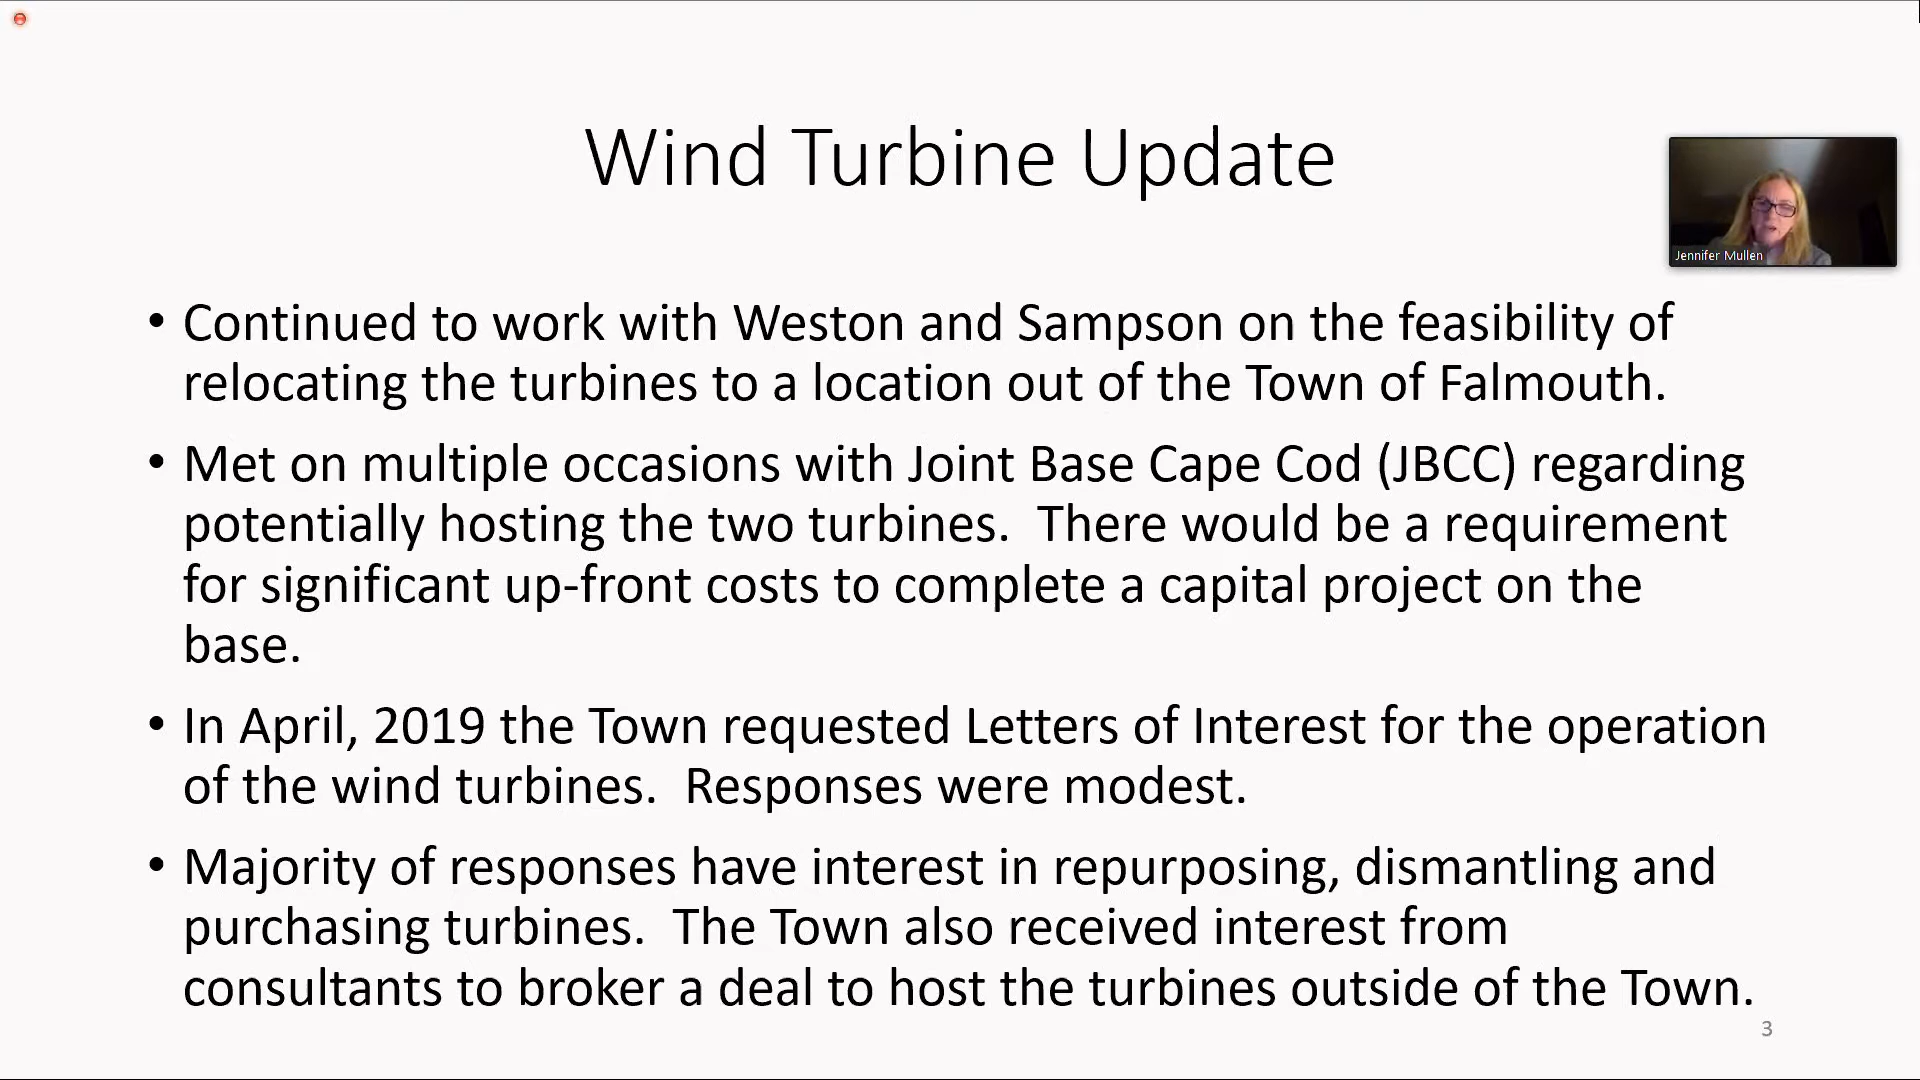 Wind Turbine Update
Jennifer Mullen
• Continued to work with Weston and Sampson on the feasibility of
relocating the turbines to a location out of the Town of Falmouth.
• Met on multiple occasions with Joint Base Cape Cod (JBCC) regarding
potentially hosting the two turbines.  There would be a requirement
for significant up-front costs to complete a capital project on the
base.
• In April, 2019 the Town requested Letters of Interest for the operation
of the wind turbines.  Responses were modest.
• Majority of responses have interest in repurposing, dismantling and
purchasing turbines.  The Town also received interest from
consultants to broker a deal to host the turbines outside of the Town.
3